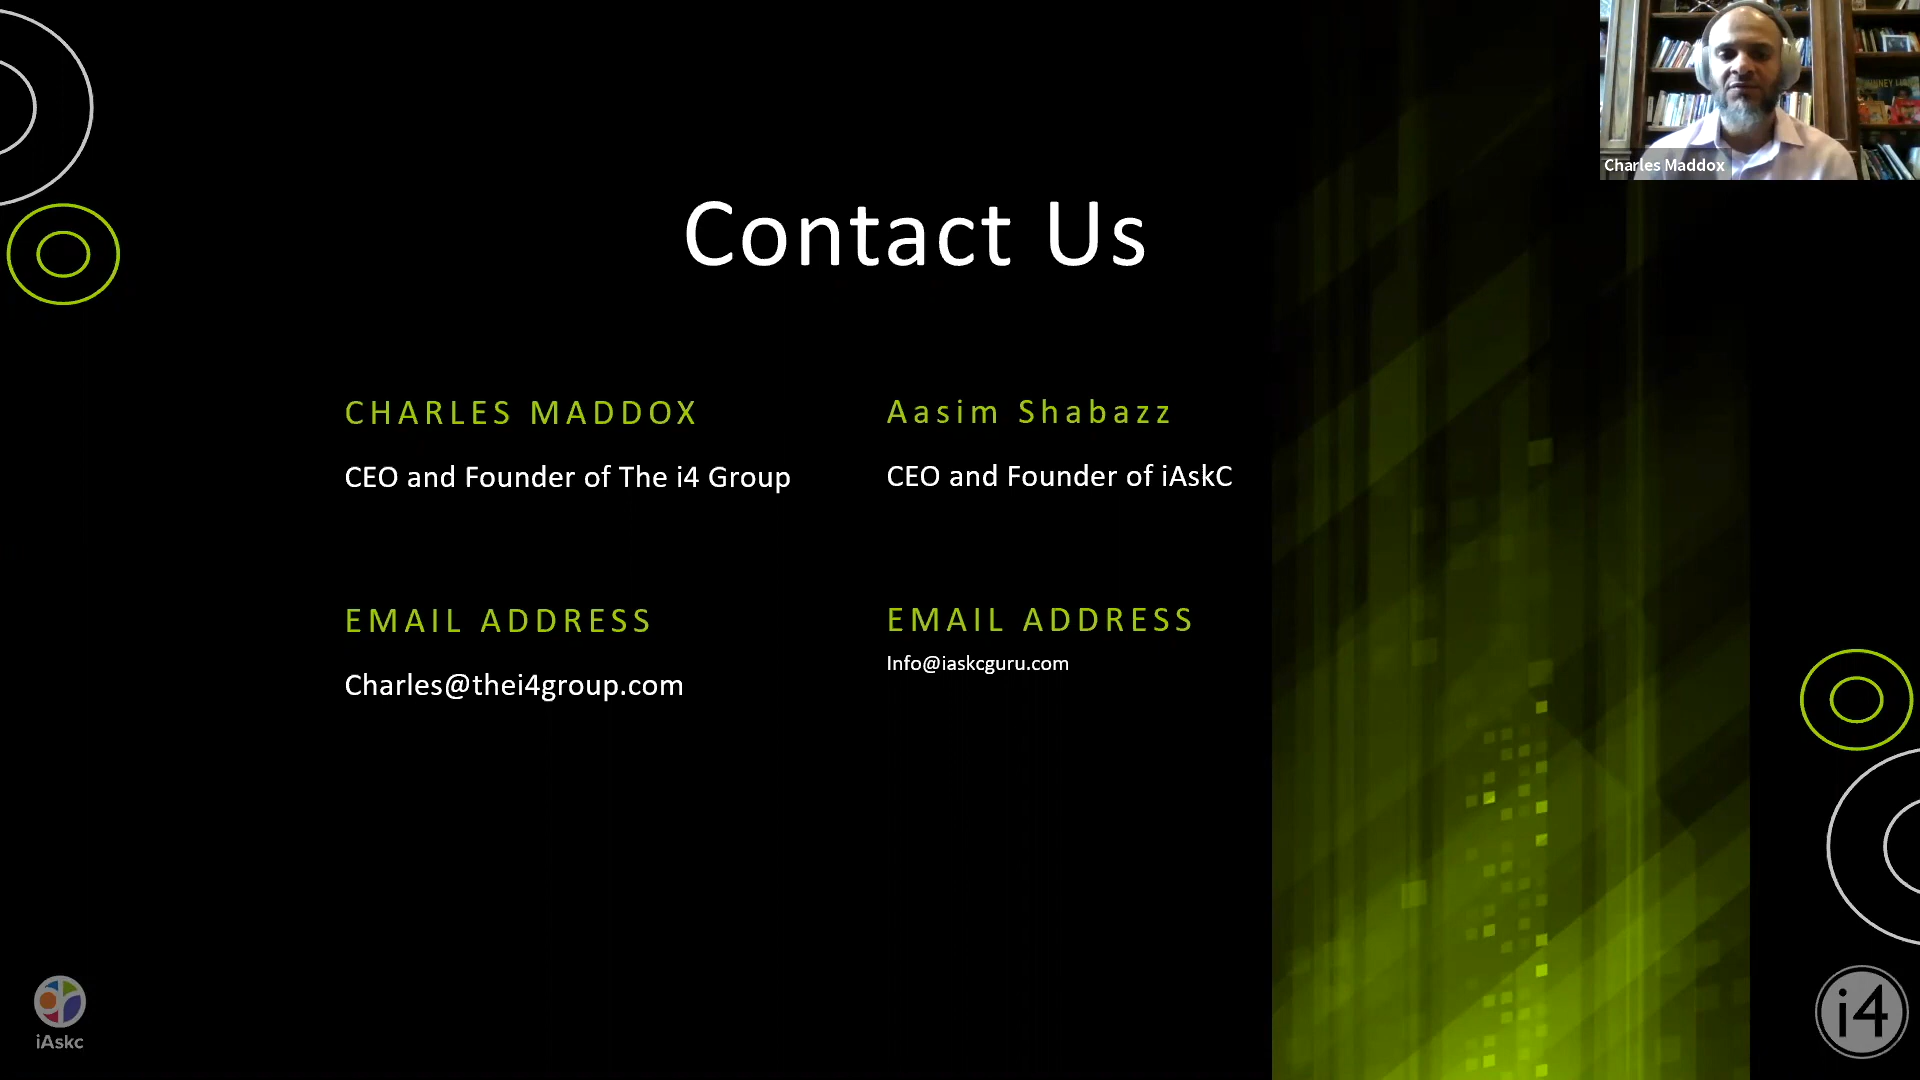 Charles Maddox
Contact Us
CHARLES MADDOX
CEO and Founder of The i4 Group
EMAIL ADDRESS
Charles@thei4group.com
Aasim Shabazz
CEO and Founder of iAskC
EMAIL ADDRESS
Info@iaskcguru.com
iAskc
i4